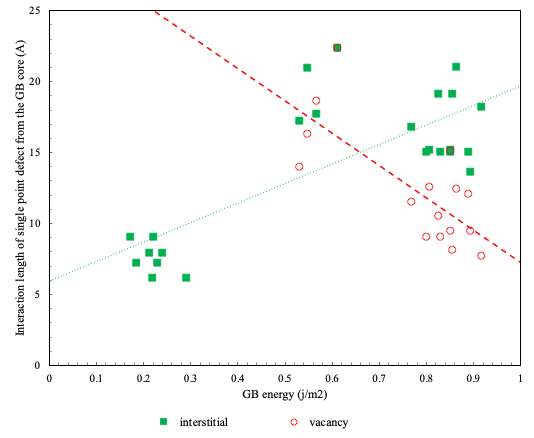 Interaction length of single point defect from the GB core (A)
25
20
15
10
5
0
0 0.1 0.2 0.3 0.4 0.5 0.6 0.7 0.8 0.9 1
GB energy (j/m2)
interstitial vacancy